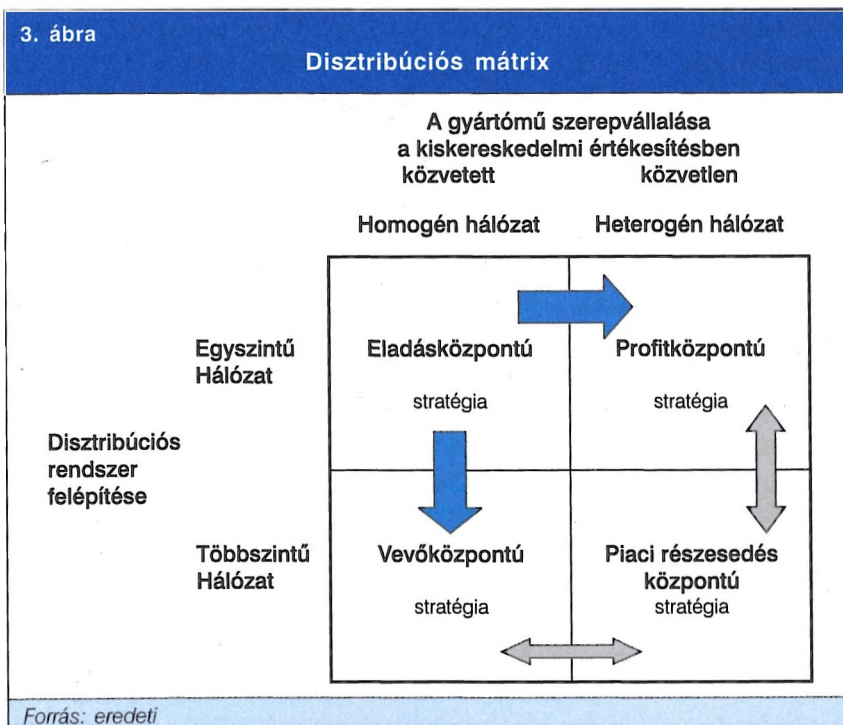 3. ábra
Disztribúciós mátrix
A gyártómű szerepvállalása
a kiskereskedelmi értékesítésben
közvetett közvetlen
Homogén hálózat Heterogén hálózat
Egyszintű
Hálózat
Eladásközpontú Profitközpontú
stratégia stratégia
Disztribúciós
rendszer
felépítése
Többszintű
Hálózat
Vevőközpontú
stratégia
Piaci részesedés
központú
stratégia
Forrás: eredeti